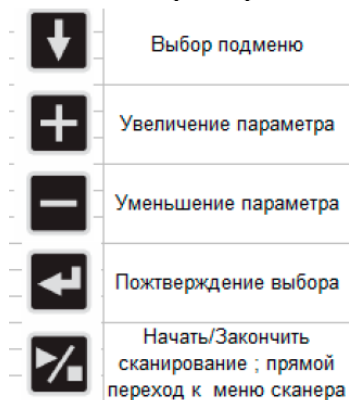 Выбор подменю
Увеличение параметра
Уменьшение параметра
Пожтверждение выбора
Начать/Закончить
сканирование ; прямой
переход к меню сканера